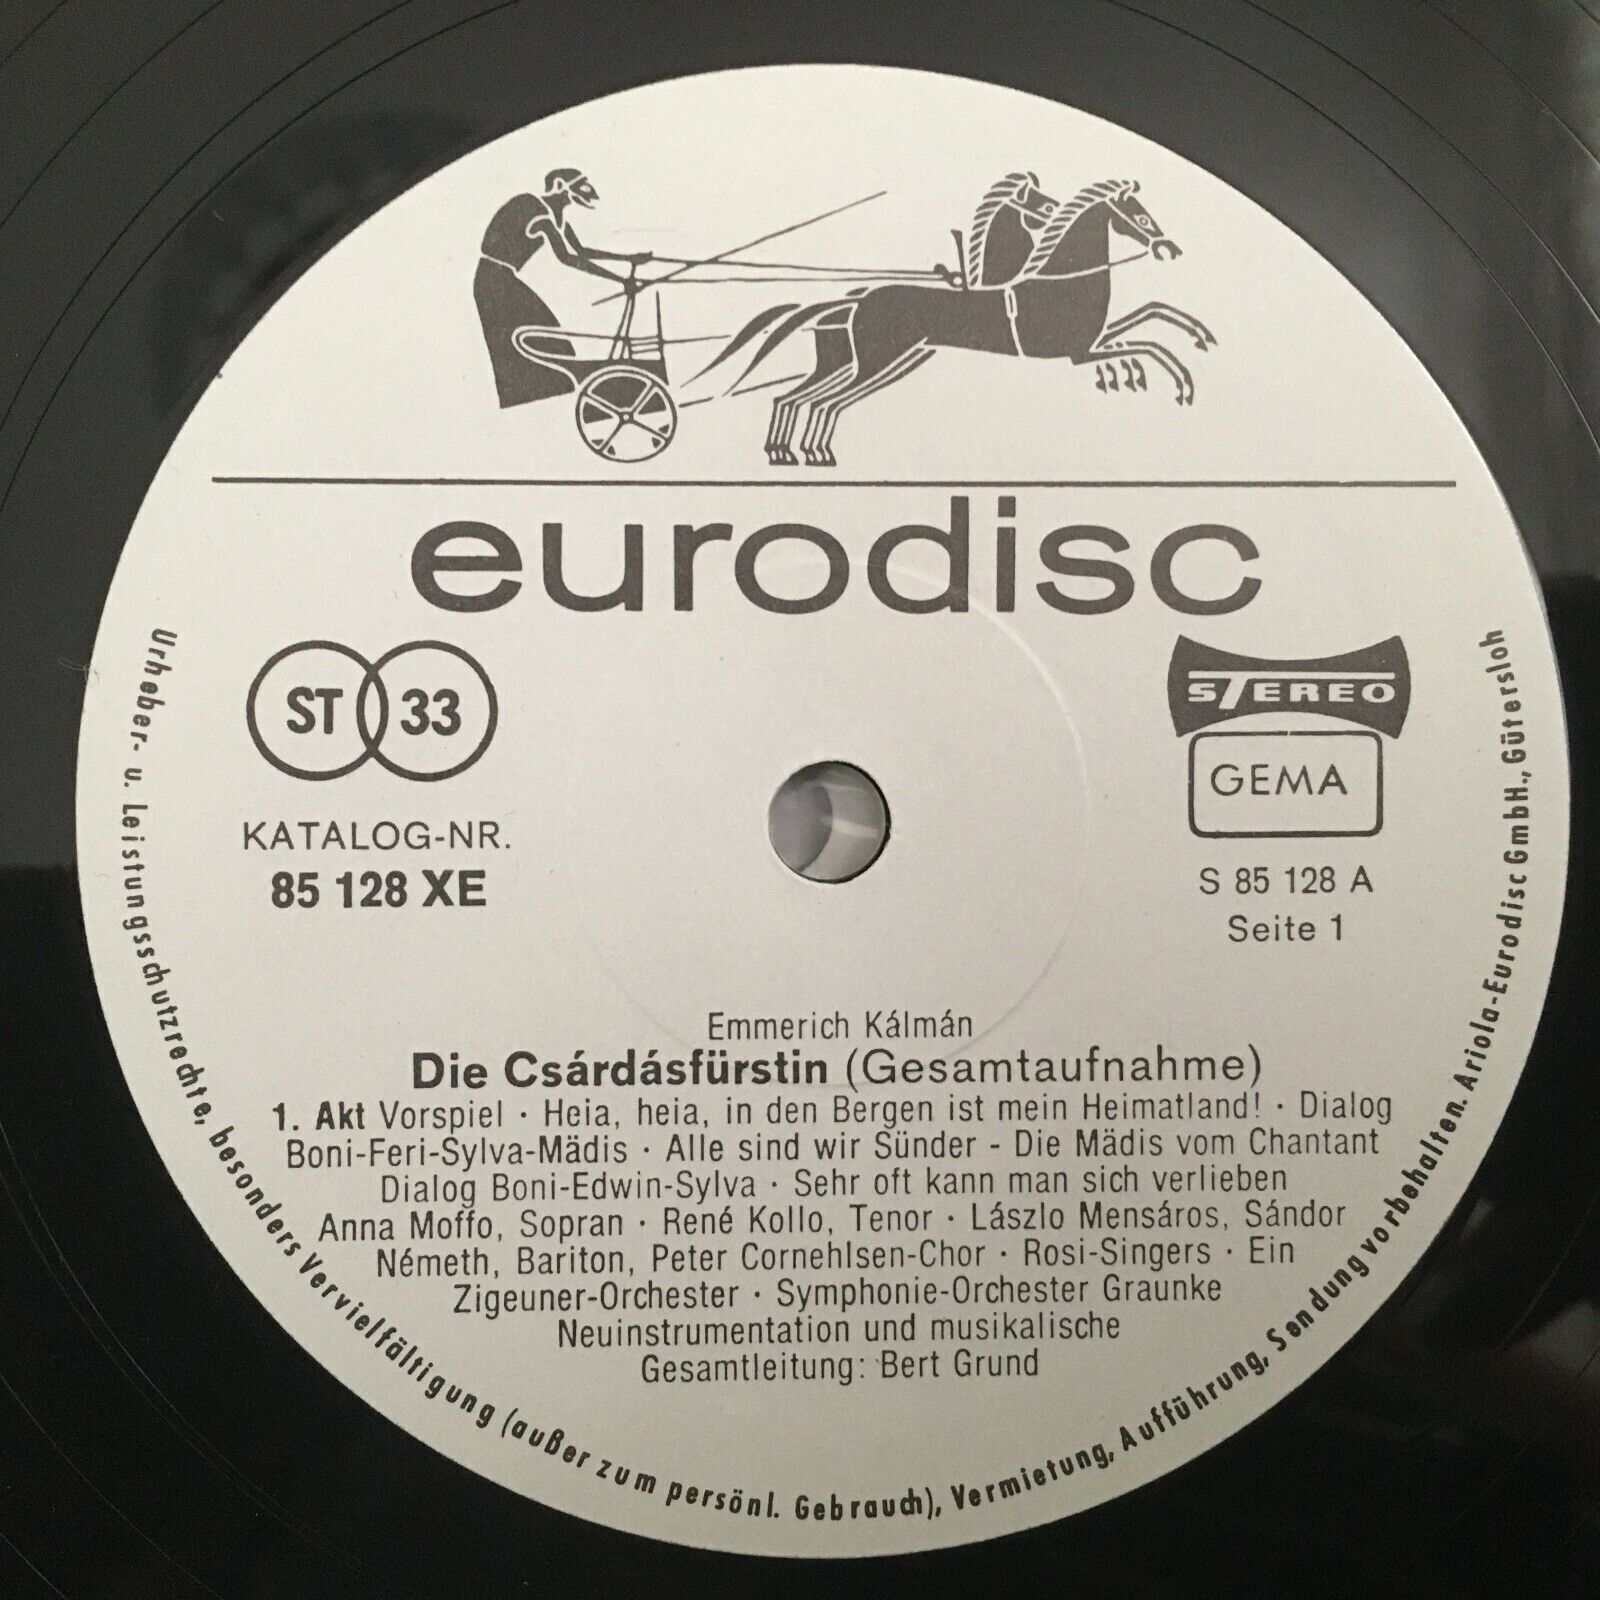 eurodisc
ST 33
STEREO
GEMA
KATALOG-NR.
85 128 XE
S 85 128 A
Seite 1
Emmerich Kálmán
Die Csárdásfürstin (Gesamtaufnahme)
1. Akt Vorspiel · Heia, heia, in den Bergen ist mein Heimatland! · Dialog
Boni-Feri-Sylva-Mädis · Alle sind wir Sünder - Die Mädis vom Chantant
Dialog Boni-Edwin-Sylva · Sehr oft kann man sich verlieben
Anna Moffo, Sopran · René Kollo, Tenor · Lászlo Mensáros, Sándor
Németh, Bariton, Peter Cornehlsen-Chor · Rosi-Singers · Ein
Zigeuner-Orchester · Symphonie-Orchester Graunke
Neuinstrumentation und musikalische
Gesamtleitung: Bert Grund
Urheber- u. Leistungsschutzrechte, besonders Vervielfältigung (außer zum persönl. Gebrauch), Vermietung, Aufführung, Sendung vorbehalten. Ariola-Eurodisc GmbH., Gütersloh